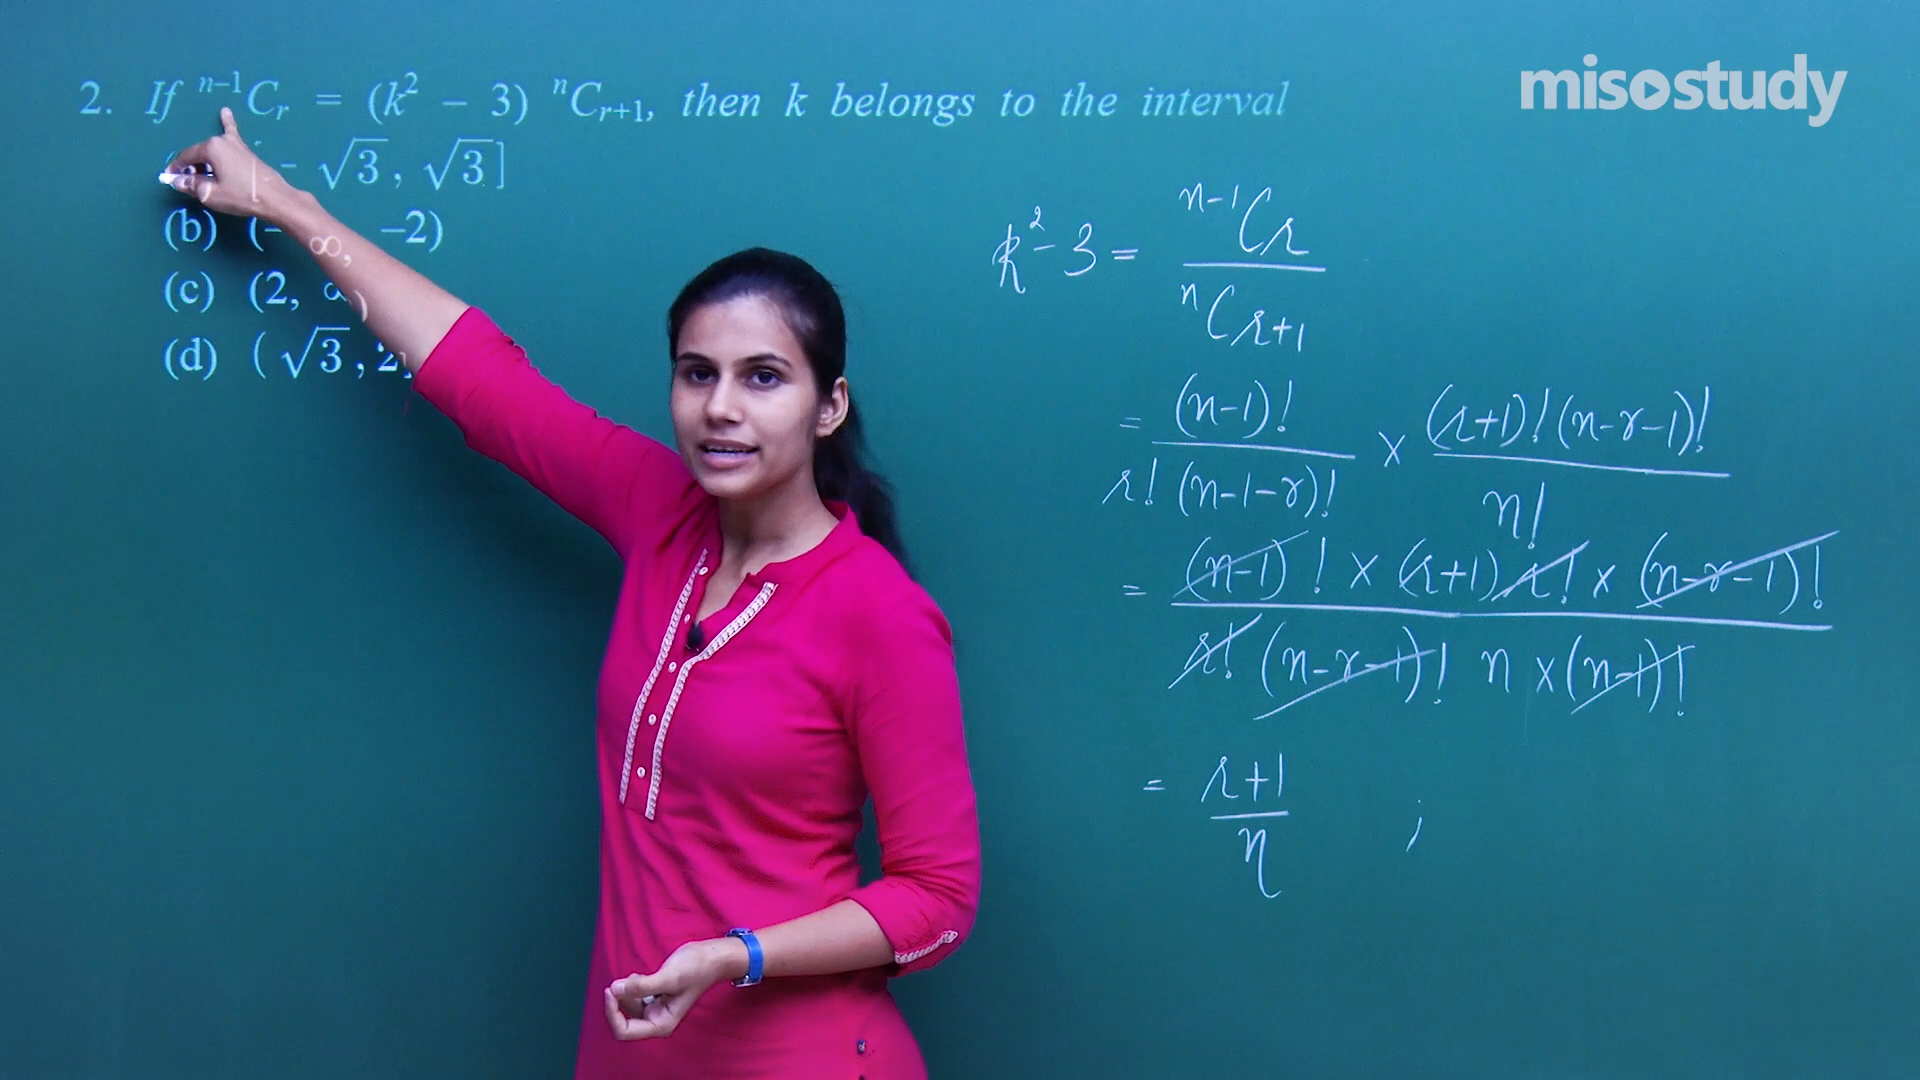 misostudy
2. If ⁿ⁻¹Cᵣ = (k² – 3) ⁿCᵣ₊₁, then k belongs to the interval
(a) [– √3, √3]
(b) (–∞, –2)
(c) (2, ∞)
(d) (√3, 2]
k² - 3 = ⁿ⁻¹Cᵣ / ⁿCᵣ₊₁
= (n-1)! / r! (n-1-r)! × (r+1)! (n-r-1)! / n!
= (n-1)! × (r+1) r! × (n-r-1)! / r! (n-r-1)! n × (n-1)!
= r+1 / n ;